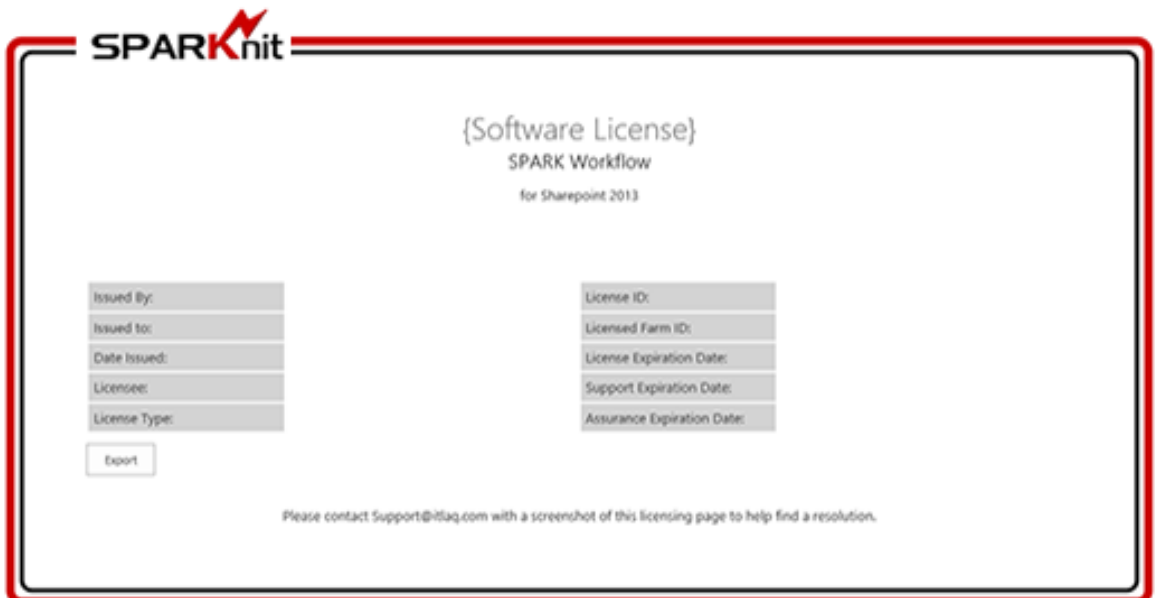 SPARKnit
{Software License}
SPARK Workflow
for Sharepoint 2013
Issued By:
Issued to:
Date Issued:
Licensee:
License Type:
License ID:
Licensed Farm ID:
License Expiration Date:
Support Expiration Date:
Assurance Expiration Date:
Export
Please contact Support@itlaq.com with a screenshot of this licensing page to help find a resolution.